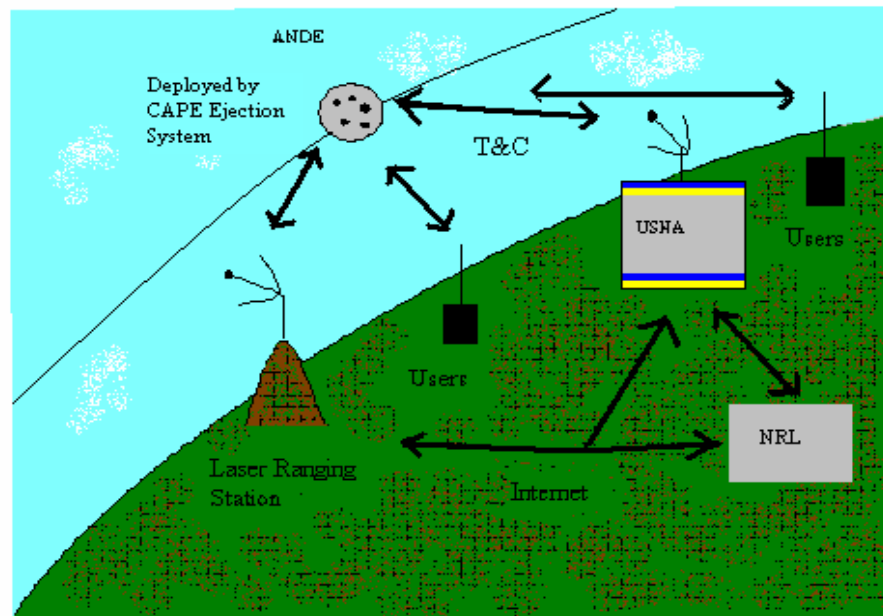 ANDE
Deployed by
CAPE Ejection
System
T&C
USNA
Users
Users
NRL
Laser Ranging
Station
Internet